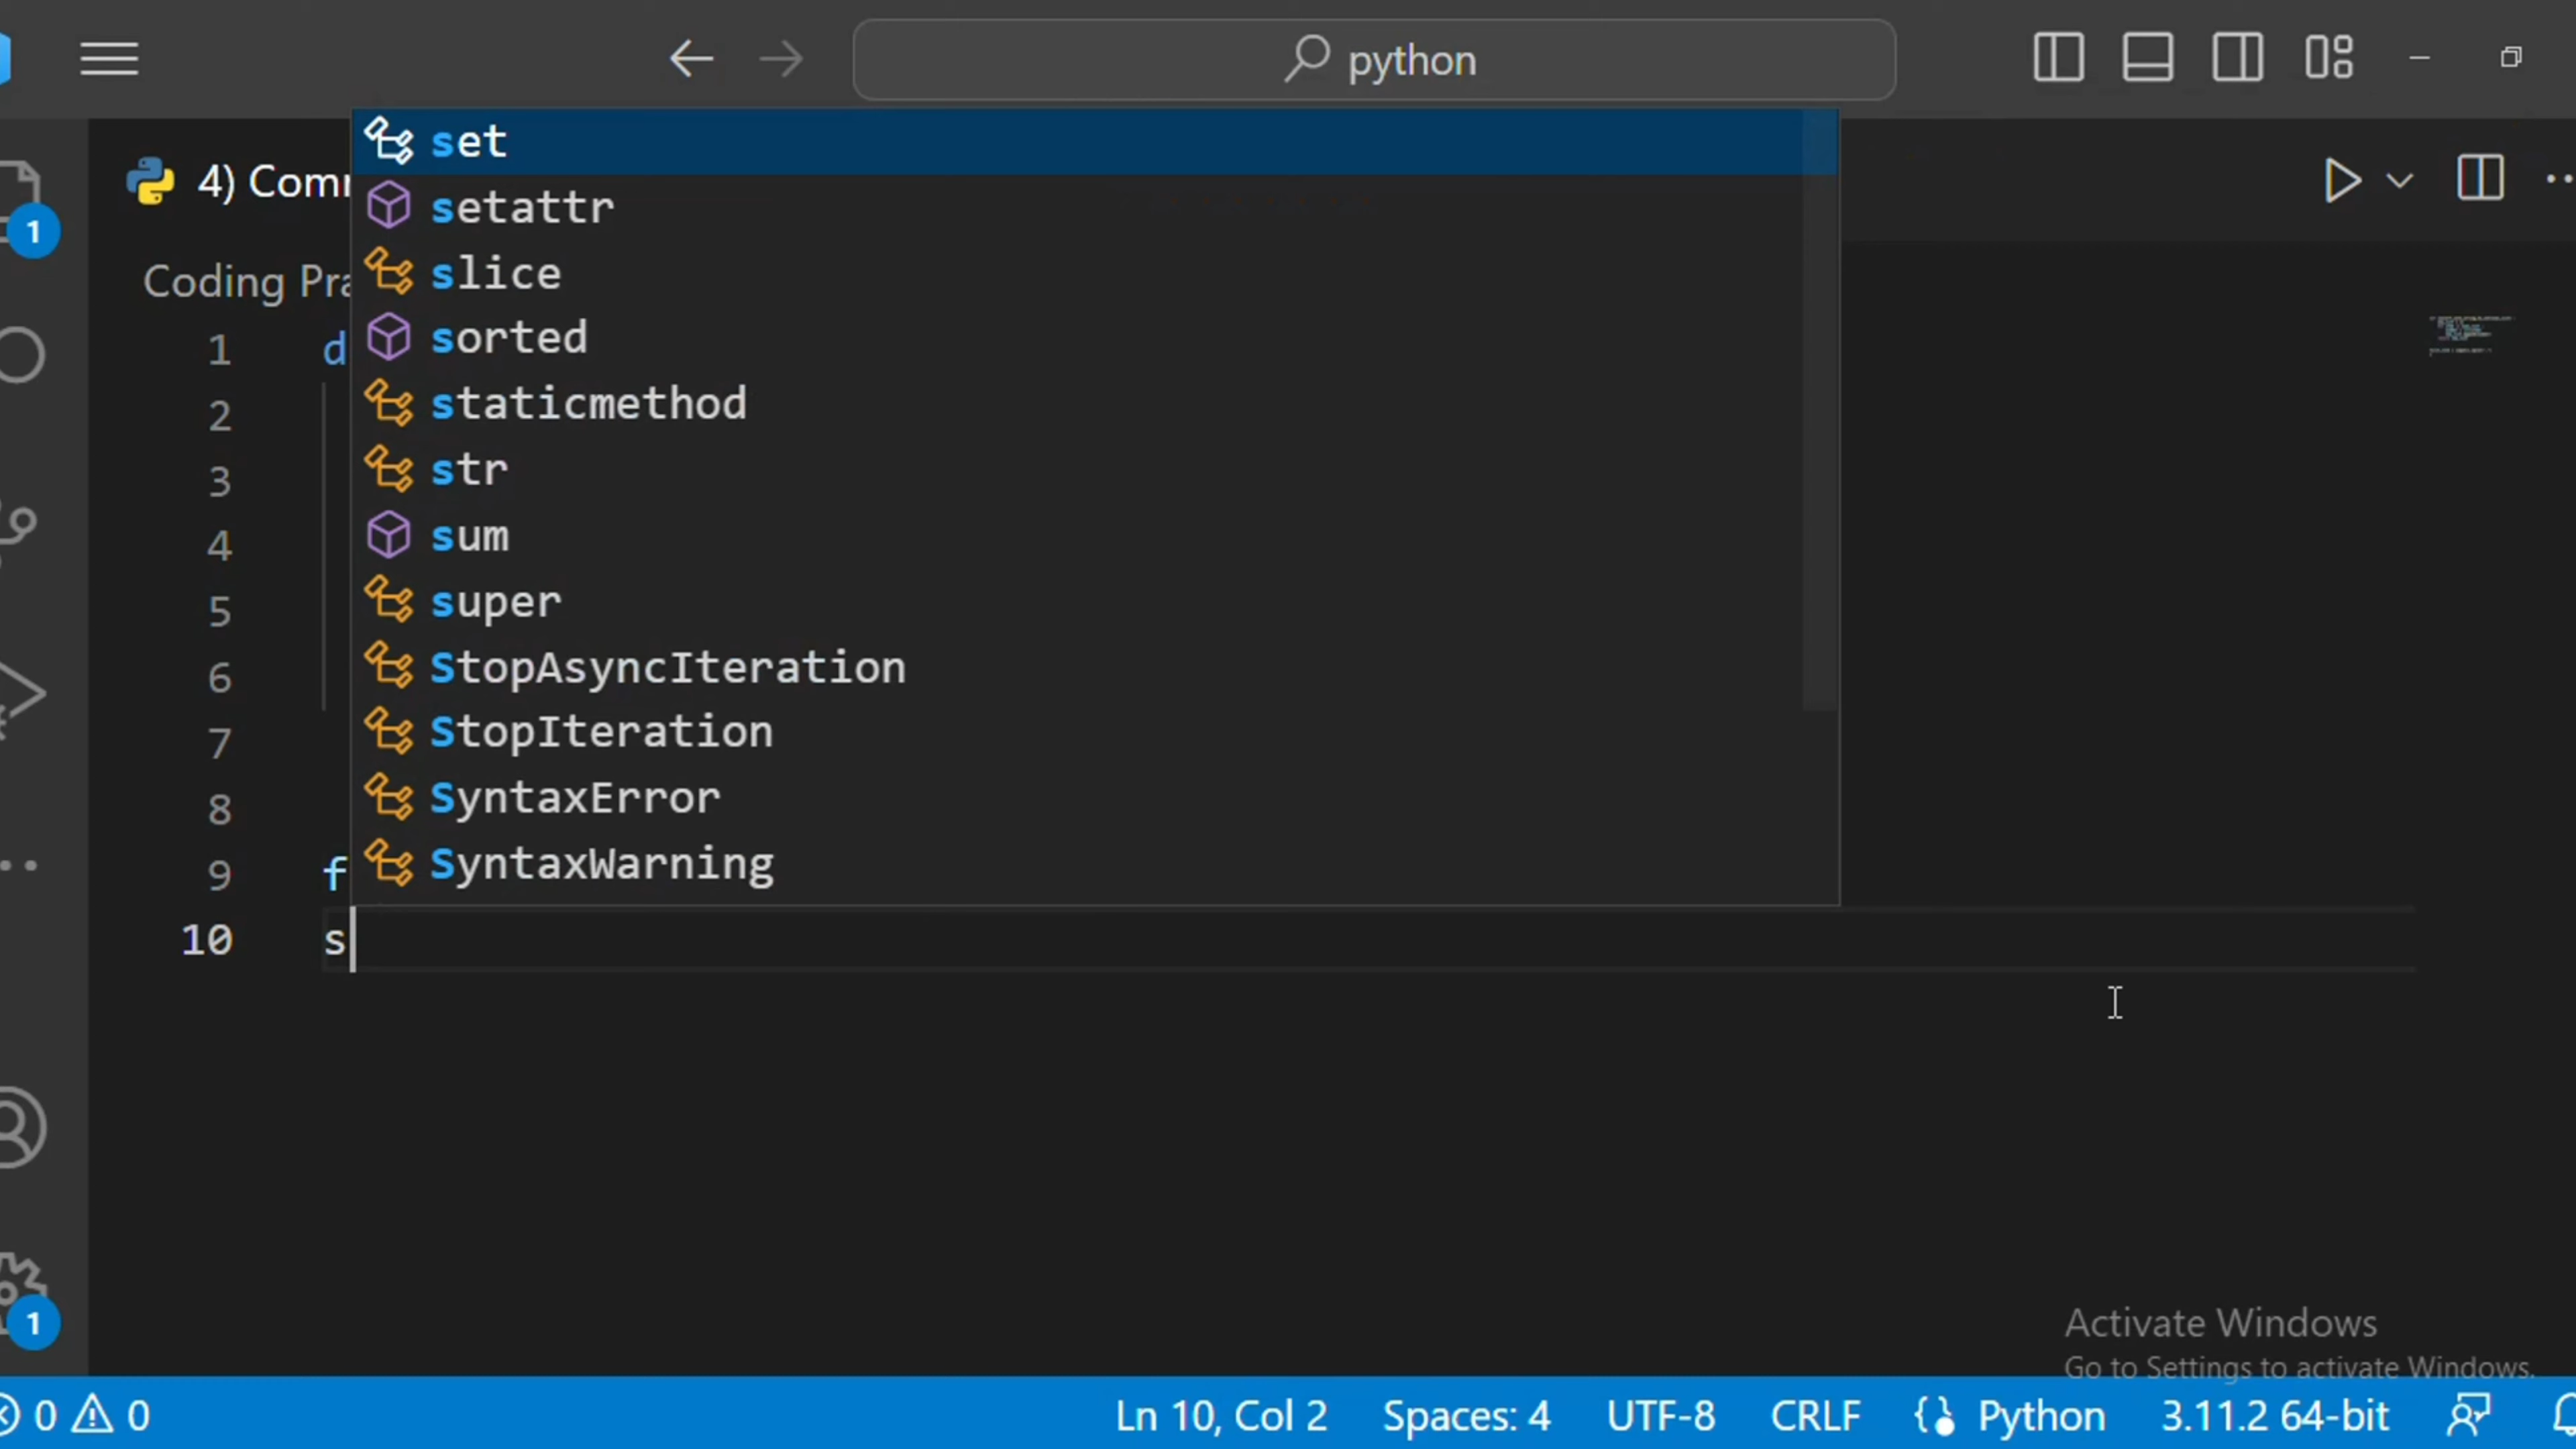 python
4) Com
Coding Pra
set
setattr
slice
sorted
staticmethod
str
sum
super
StopAsyncIteration
StopIteration
SyntaxError
SyntaxWarning
1 d
2
3
4
5
6
7
8
9 f
10 s
1
1
Activate Windows
Go to Settings to activate Windows.
0 0 Ln 10, Col 2 Spaces: 4 UTF-8 CRLF Python 3.11.2 64-bit